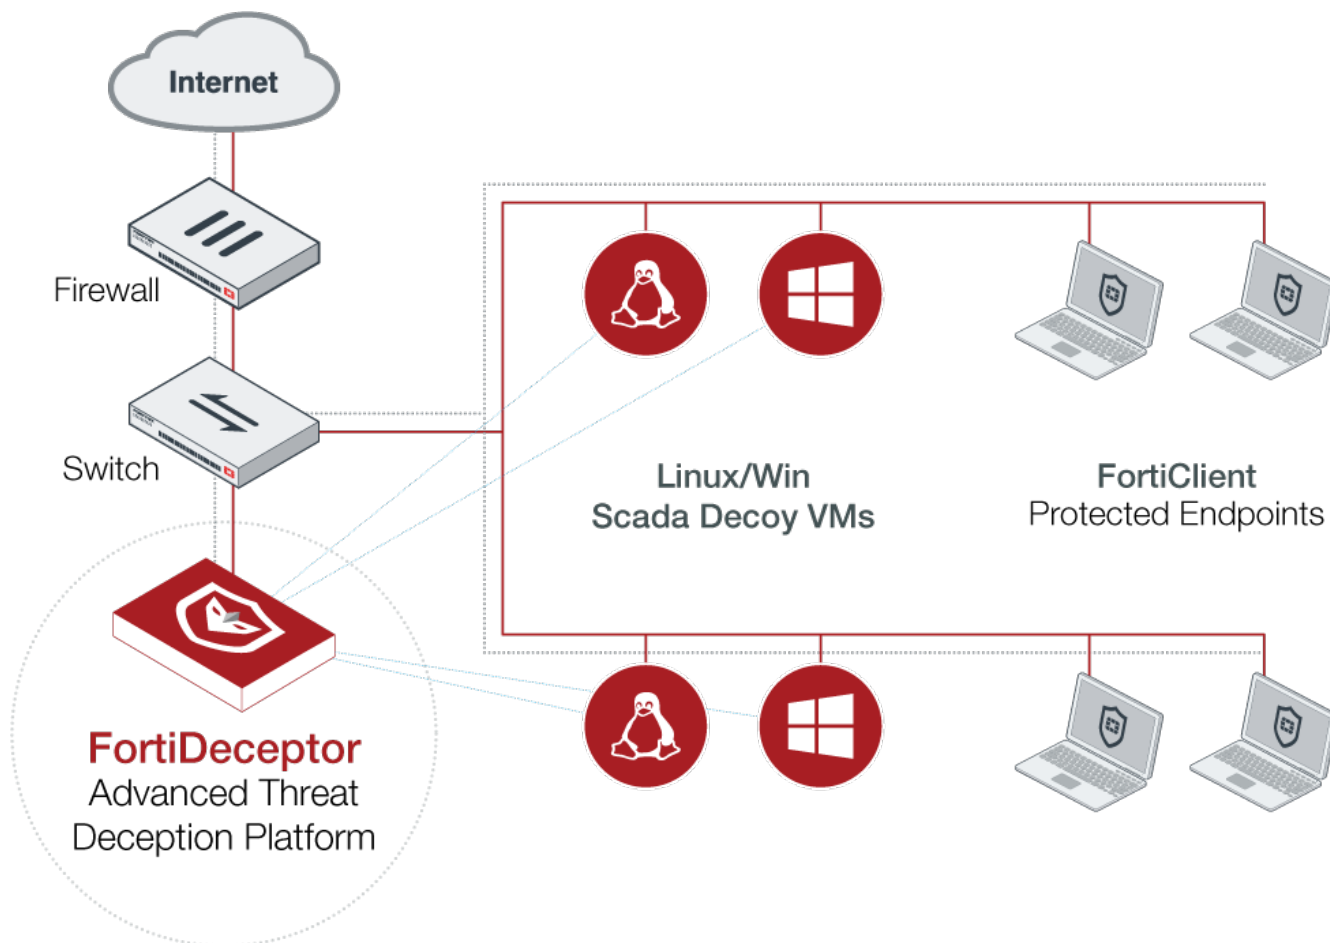 Internet
Firewall
Switch
Linux/Win
Scada Decoy VMs
FortiClient
Protected Endpoints
FortiDeceptor
Advanced Threat
Deception Platform